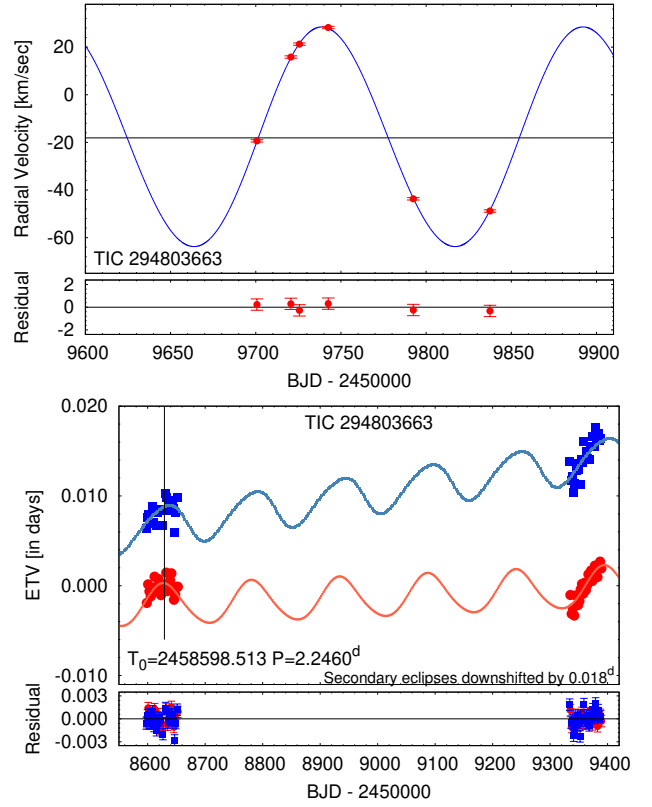 20
0
-20
-40
-60
Radial Velocity [km/sec]
TIC 294803663
2
0
-2
Residual
9600 9650 9700 9750 9800 9850 9900
BJD - 2450000
0.020
0.010
0.000
-0.010
ETV [in days]
TIC 294803663
T₀=2458598.513 P=2.2460ᵈ
Secondary eclipses downshifted by 0.018ᵈ
0.003
0.000
-0.003
Residual
8600 8700 8800 8900 9000 9100 9200 9300 9400
BJD - 2450000